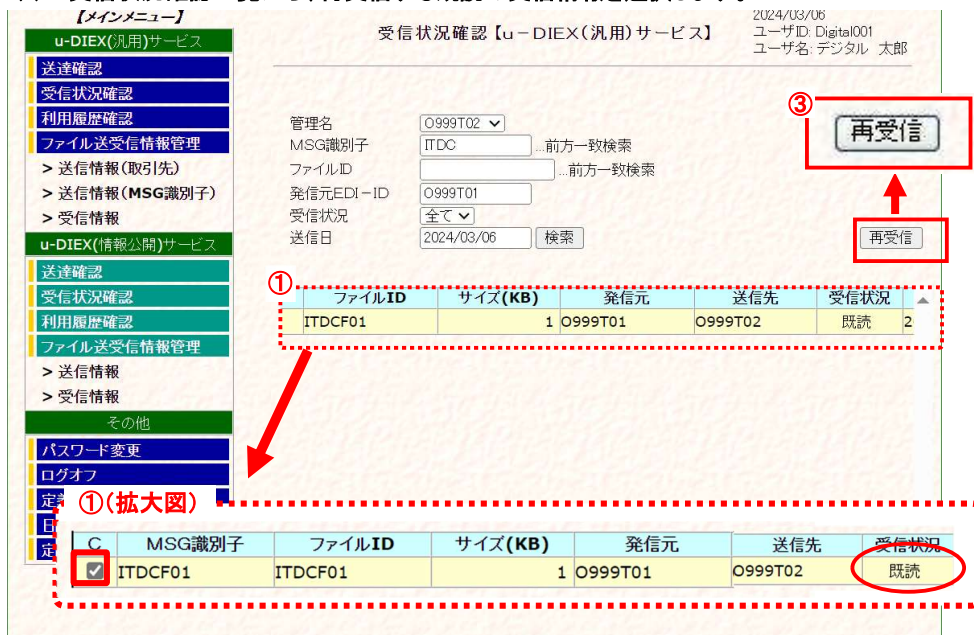 【メインメニュー】
u-DIEX(汎用)サービス
送達確認
受信状況確認
利用履歴確認
ファイル送受信情報管理
> 送信情報(取引先)
> 送信情報(MSG識別子)
> 受信情報
u-DIEX(情報公開)サービス
送達確認
受信状況確認
利用履歴確認
ファイル送受信情報管理
> 送信情報
> 受信情報
その他
パスワード変更
ログオフ
受信状況確認【u－DIEX(汎用)サービス】
2024/03/06
ユーザID: Digital001
ユーザ名: デジタル 太郎
管理名 O999T02
MSG識別子 ITDC ...前方一致検索
ファイルID ...前方一致検索
発信元EDI－ID O999T01
受信状況 全て
送信日 2024/03/06 検索
③
再受信
再受信
①
ファイルID サイズ(KB) 発信元 送信先 受信状況
ITDCF01 1 O999T01 O999T02 既読 2
①(拡大図)
C MSG識別子 ファイルID サイズ(KB) 発信元 送信先 受信状況
ITDCF01 ITDCF01 1 O999T01 O999T02 既読